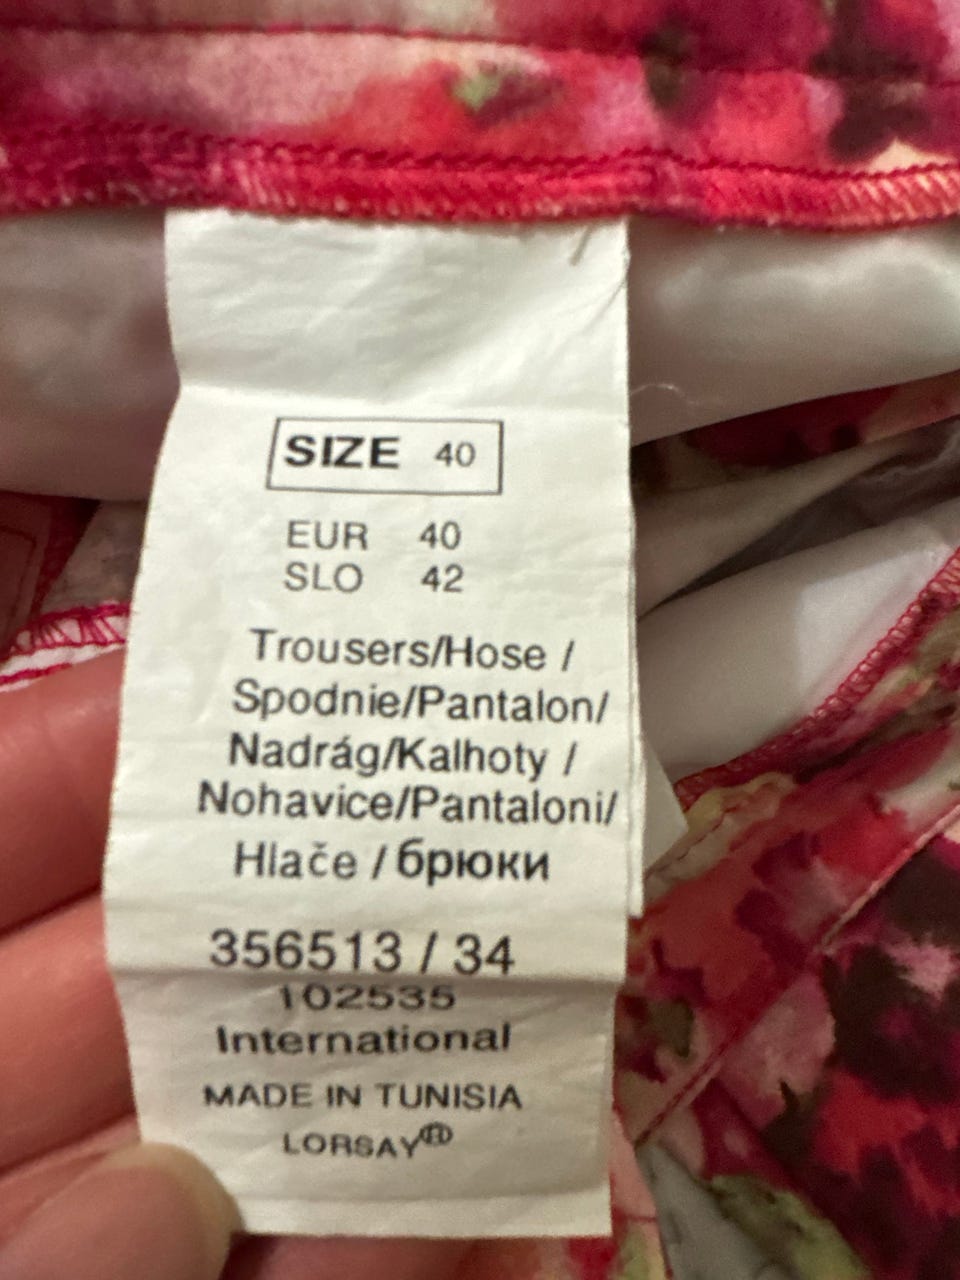 SIZE 40
EUR 40
SLO 42
Trousers/Hose /
Spodnie/Pantalon/
Nadrág/Kalhoty /
Nohavice/Pantaloni/
Hlače / брюки
356513 / 34
102535
International
MADE IN TUNISIA
LORSAY®